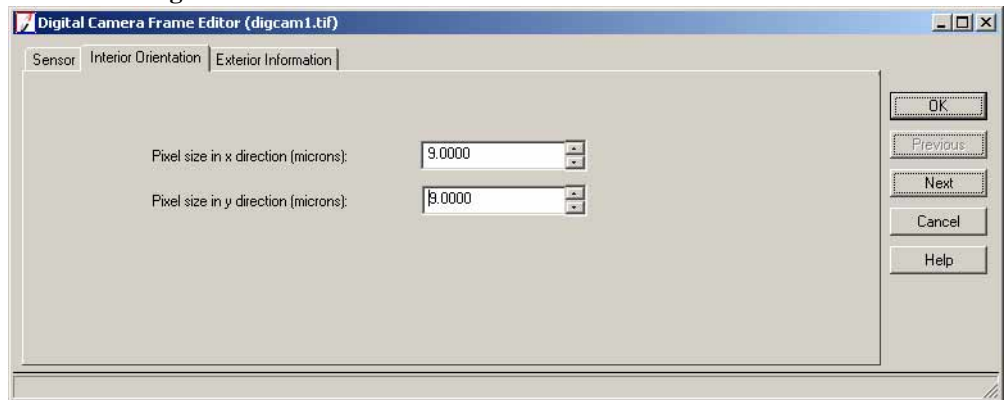 Digital Camera Frame Editor (digcam1.tif)
Sensor Interior Orientation Exterior Information
Pixel size in x direction (microns): 9.0000
Pixel size in y direction (microns): 9.0000
OK
Previous
Next
Cancel
Help